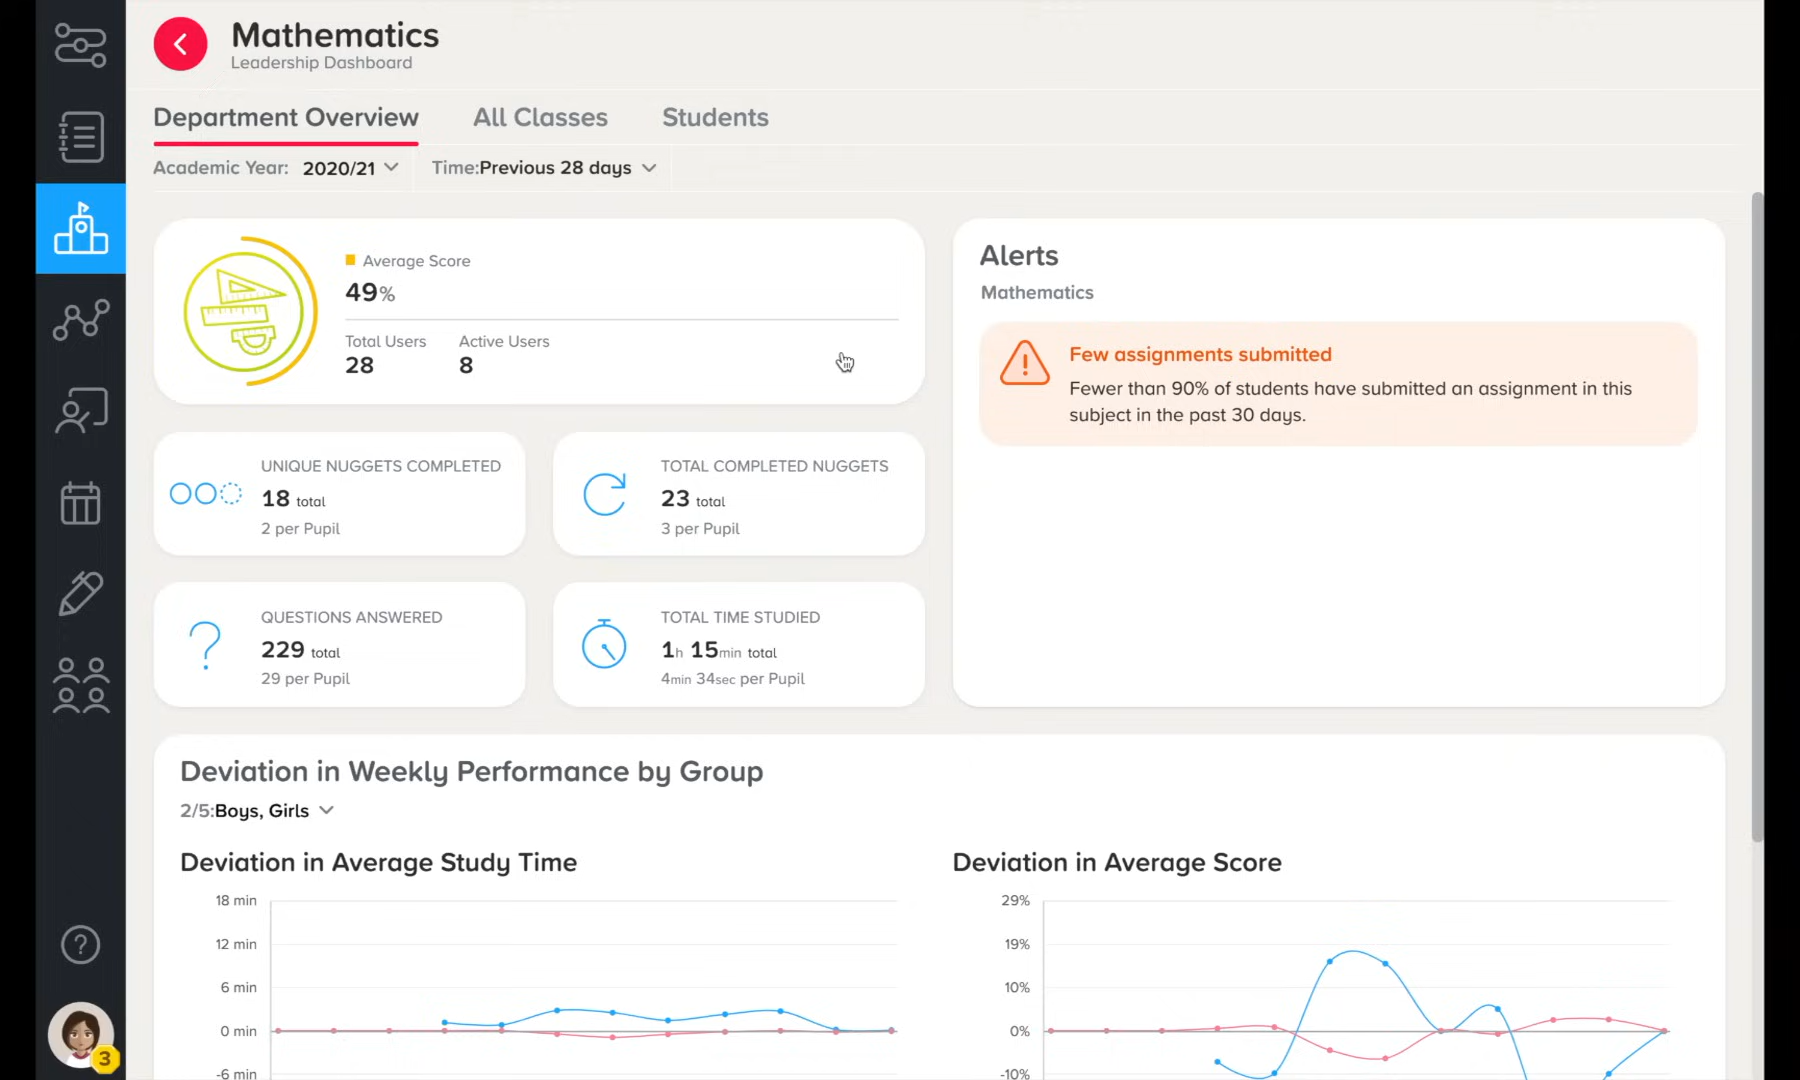 Mathematics
Leadership Dashboard
Department Overview All Classes Students
Academic Year: 2020/21 Time:Previous 28 days
Average Score
49%
Total Users Active Users
28 8
Alerts
Mathematics
Few assignments submitted
Fewer than 90% of students have submitted an assignment in this
subject in the past 30 days.
UNIQUE NUGGETS COMPLETED
18 total
2 per Pupil
TOTAL COMPLETED NUGGETS
23 total
3 per Pupil
QUESTIONS ANSWERED
229 total
29 per Pupil
TOTAL TIME STUDIED
1h 15min total
4min 34sec per Pupil
Deviation in Weekly Performance by Group
2/5:Boys, Girls
Deviation in Average Study Time
18 min
12 min
6 min
0 min
-6 min
Deviation in Average Score
29%
19%
10%
0%
-10%
?
3